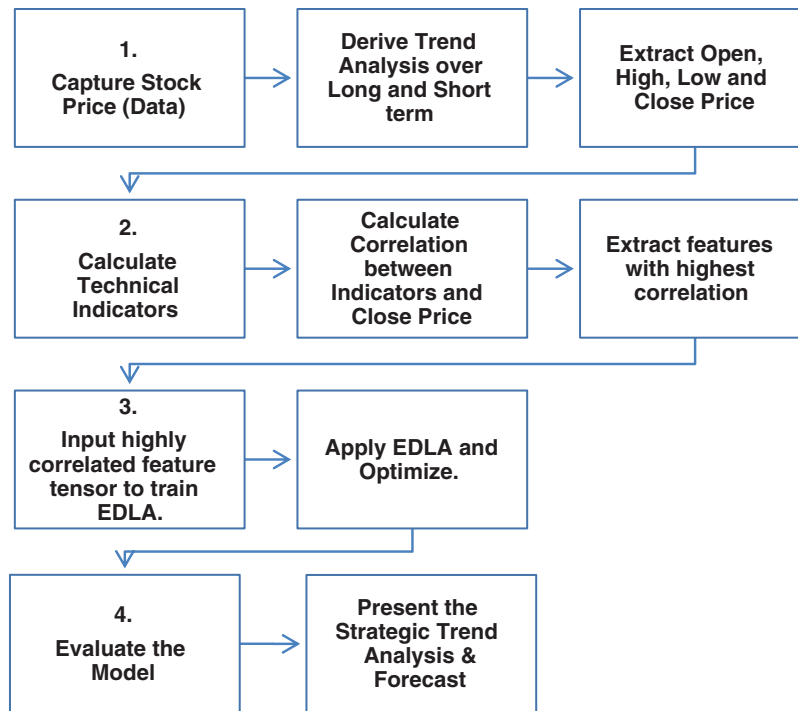 1.
Capture Stock
Price (Data)
Derive Trend
Analysis over
Long and Short
term
Extract Open,
High, Low and
Close Price
2.
Calculate
Technical
Indicators
Calculate
Correlation
between
Indicators and
Close Price
Extract features
with highest
correlation
3.
Input highly
correlated feature
tensor to train
EDLA.
Apply EDLA and
Optimize.
4.
Evaluate the
Model
Present the
Strategic Trend
Analysis &
Forecast